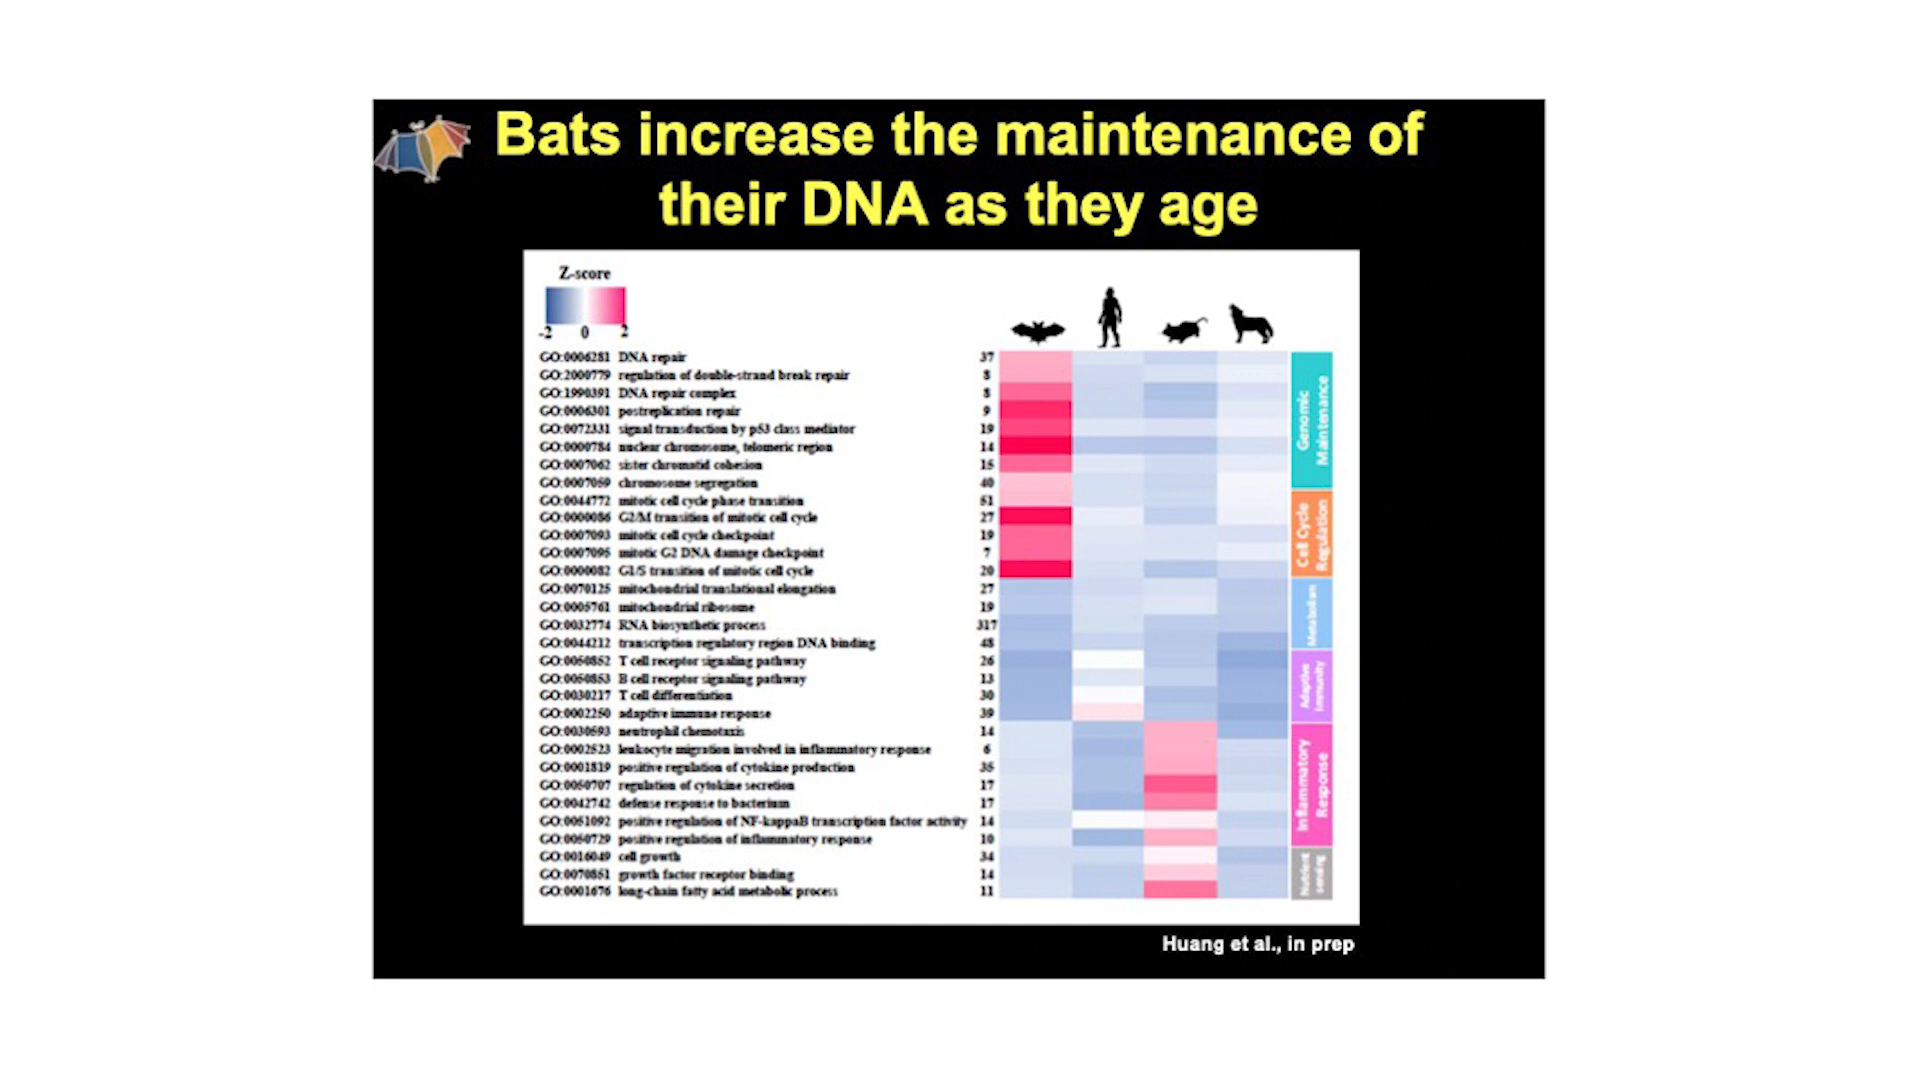 Bats increase the maintenance of
their DNA as they age
Z-score
-2 0 2
GO:0006281 DNA repair 37
GO:2000779 regulation of double-strand break repair 8
GO:1990391 DNA repair complex 8
GO:0006301 postreplication repair 9
GO:0072331 signal transduction by p53 class mediator 19
GO:0000784 nuclear chromosome, telomeric region 14
GO:0007062 sister chromatid cohesion 15
GO:0007059 chromosome segregation 40
GO:0044772 mitotic cell cycle phase transition 51
GO:0000086 G2/M transition of mitotic cell cycle 27
GO:0007093 mitotic cell cycle checkpoint 19
GO:0007095 mitotic G2 DNA damage checkpoint 7
GO:0000082 G1/S transition of mitotic cell cycle 20
GO:0070125 mitochondrial translational elongation 27
GO:0005761 mitochondrial ribosome 19
GO:0032774 RNA biosynthetic process 317
GO:0044212 transcription regulatory region DNA binding 48
GO:0050852 T cell receptor signaling pathway 26
GO:0050853 B cell receptor signaling pathway 13
GO:0030217 T cell differentiation 30
GO:0002250 adaptive immune response 39
GO:0030593 neutrophil chemotaxis 14
GO:0002523 leukocyte migration involved in inflammatory response 6
GO:0001819 positive regulation of cytokine production 35
GO:0050707 regulation of cytokine secretion 17
GO:0042742 defense response to bacterium 17
GO:0051092 positive regulation of NF-kappaB transcription factor activity 14
GO:0050729 positive regulation of inflammatory response 10
GO:0016049 cell growth 34
GO:0070851 growth factor receptor binding 14
GO:0001676 long-chain fatty acid metabolic process 11
Genomic
Maintenance
Cell Cycle
Regulation
Metabolism
Adaptive
Immunity
Inflammatory
Response
Nutrient
sensing
Huang et al., in prep